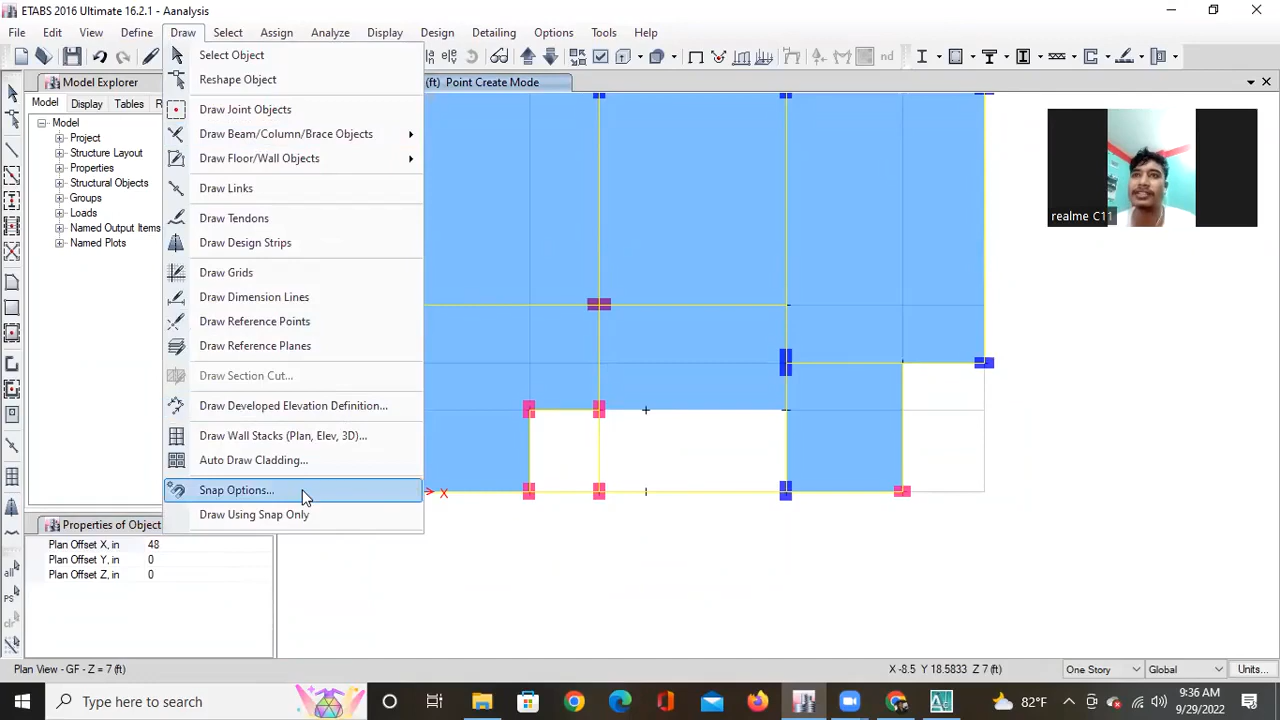 ETABS 2016 Ultimate 16.2.1 - Aanalysis
File Edit View Define Draw Select Assign Analyze Display Design Detailing Options Tools Help
nd
Model Explorer
(ft) Point Create Mode
Model Display Tables R
Model
Project
Structure Layout
Properties
Structural Objects
Groups
Loads
Named Output Items
Named Plots
Select Object
Reshape Object
Draw Joint Objects
Draw Beam/Column/Brace Objects
Draw Floor/Wall Objects
Draw Links
Draw Tendons
Draw Design Strips
Draw Grids
Draw Dimension Lines
Draw Reference Points
Draw Reference Planes
Draw Section Cut...
Draw Developed Elevation Definition...
Draw Wall Stacks (Plan, Elev, 3D)...
Auto Draw Cladding...
Snap Options...
Draw Using Snap Only
X
realme C11
Properties of Object
Plan Offset X, in 48
Plan Offset Y, in 0
Plan Offset Z, in 0
all
PS
Plan View - GF - Z = 7 (ft)
X -8.5 Y 18.5833 Z 7 (ft)
One Story
Global
Units...
Type here to search
82°F
9:36 AM
9/29/2022